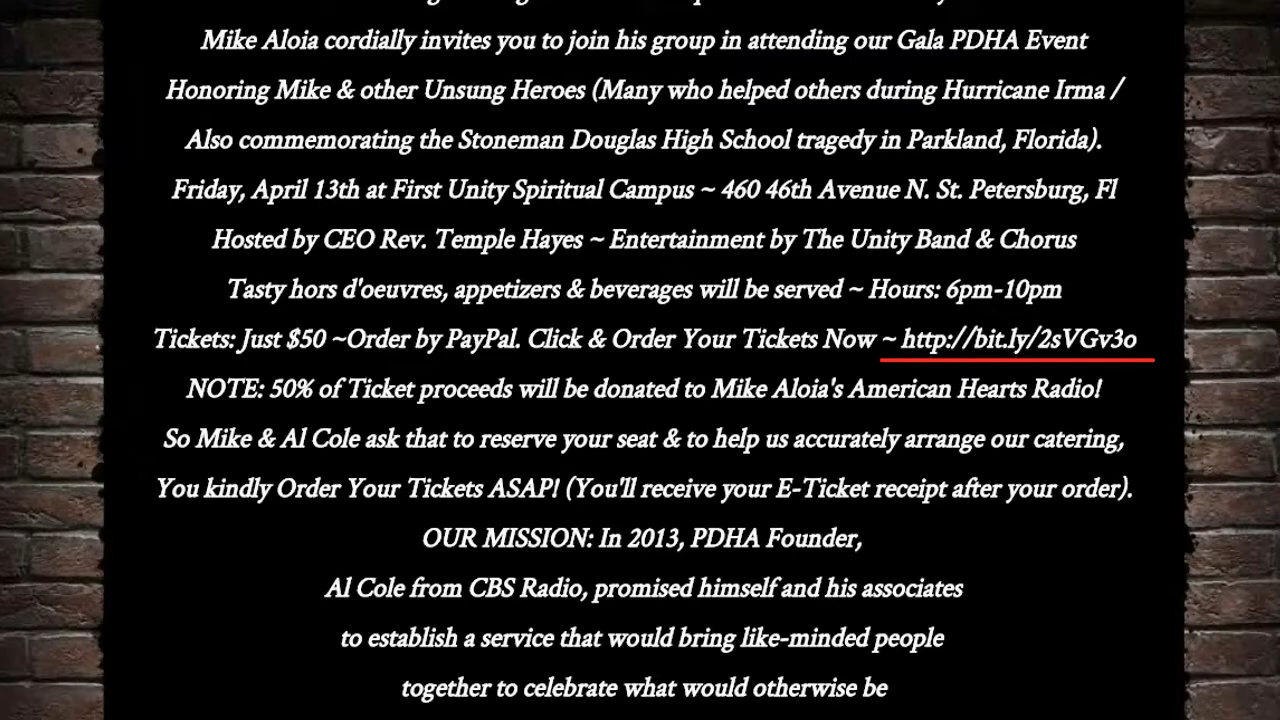 Mike Aloia cordially invites you to join his group in attending our Gala PDHA Event
Honoring Mike & other Unsung Heroes (Many who helped others during Hurricane Irma /
Also commemorating the Stoneman Douglas High School tragedy in Parkland, Florida).
Friday, April 13th at First Unity Spiritual Campus ~ 460 46th Avenue N. St. Petersburg, Fl
Hosted by CEO Rev. Temple Hayes ~ Entertainment by The Unity Band & Chorus
Tasty hors d'oeuvres, appetizers & beverages will be served ~ Hours: 6pm-10pm
Tickets: Just $50 ~Order by PayPal. Click & Order Your Tickets Now ~ http://bit.ly/2sVGv3o
NOTE: 50% of Ticket proceeds will be donated to Mike Aloia's American Hearts Radio!
So Mike & Al Cole ask that to reserve your seat & to help us accurately arrange our catering,
You kindly Order Your Tickets ASAP! (You'll receive your E-Ticket receipt after your order).
OUR MISSION: In 2013, PDHA Founder,
Al Cole from CBS Radio, promised himself and his associates
to establish a service that would bring like-minded people
together to celebrate what would otherwise be